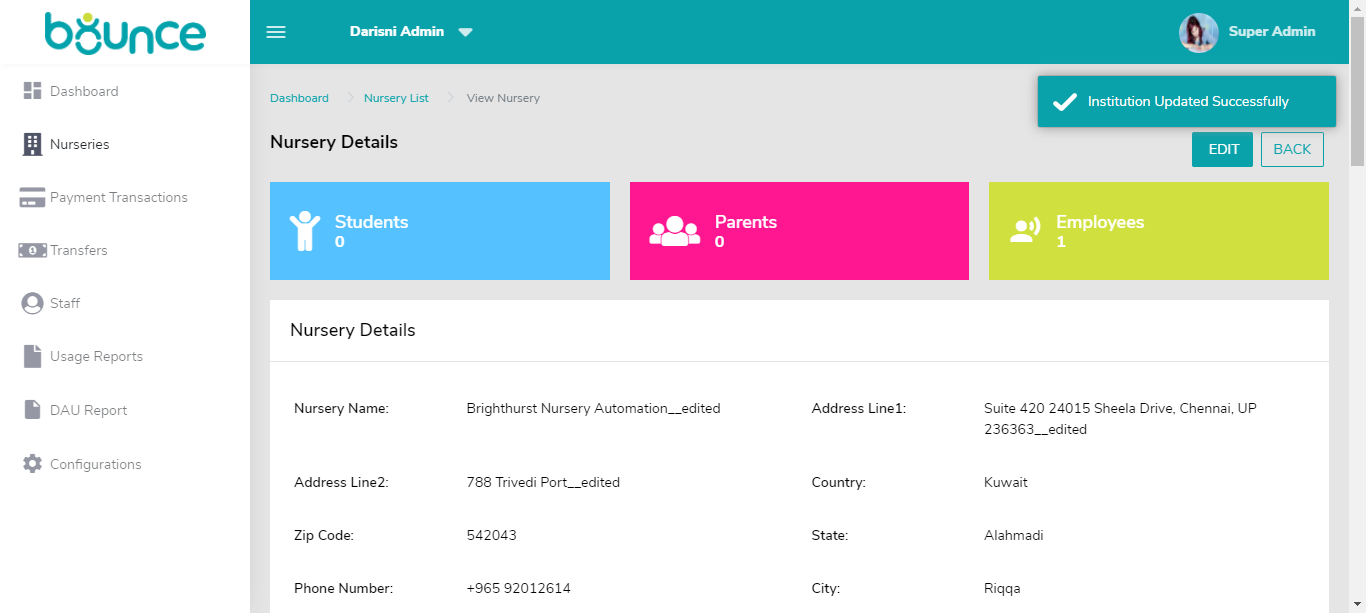 bounce
Darisni Admin
Super Admin
Dashboard
Nurseries
Payment Transactions
Transfers
Staff
Usage Reports
DAU Report
Configurations
Dashboard
Nursery List
View Nursery
Institution Updated Successfully
Nursery Details
EDIT
BACK
Students
0
Parents
0
Employees
1
Nursery Details
Nursery Name:
Brighthurst Nursery Automation__edited
Address Line1:
Suite 420 24015 Sheela Drive, Chennai, UP
236363__edited
Address Line2:
788 Trivedi Port__edited
Country:
Kuwait
Zip Code:
542043
State:
Alahmadi
Phone Number:
+965 92012614
City:
Riqqa